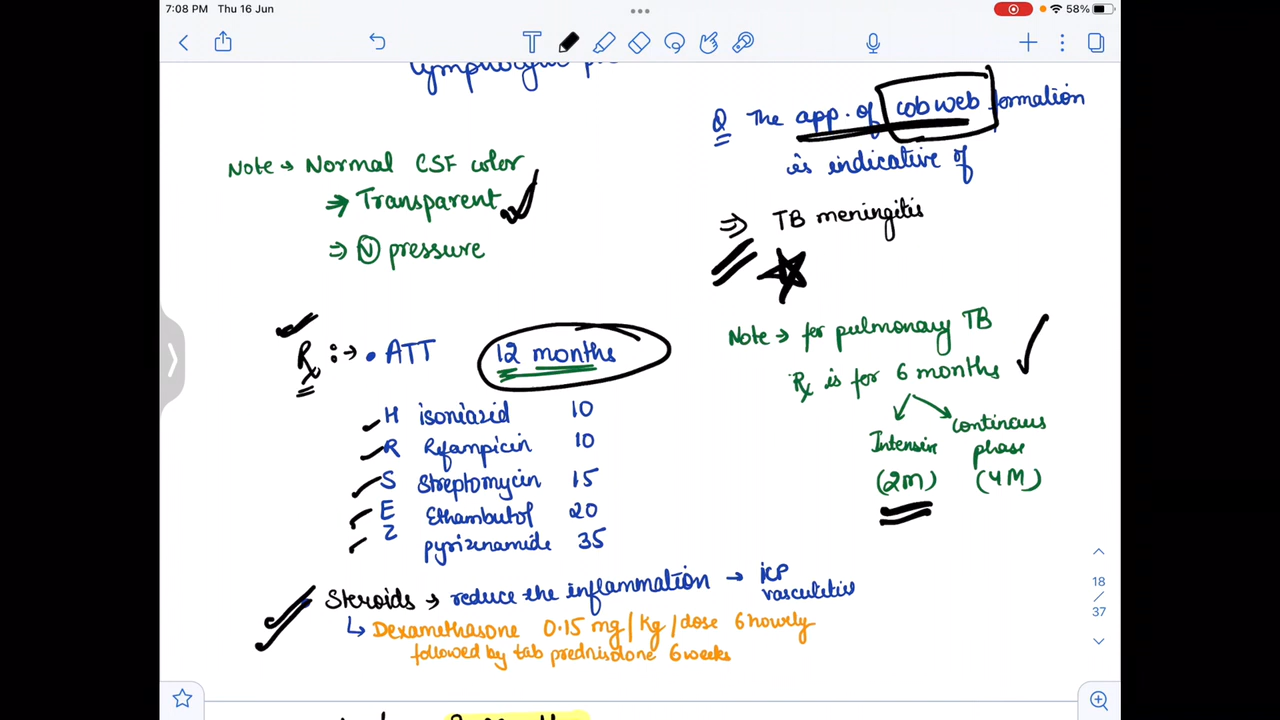 7:08 PM Thu 16 Jun
58%
T
Q The app. of cobweb formation
is indicative of
⇒ TB meningitis
Note → Normal CSF color
⇒ Transparent
⇒ Ⓝ pressure
Note → for pulmonary TB
Rx is for 6 months
Intensiv
(2m)
continuous
phase
(4M)
Rx :→ • ATT 12 months
H isoniazid 10
R Rifampicin 10
S Streptomycin 15
E Ethambutol 20
Z pyrizinamide 35
Steroids → reduce the inflammation → icp
vasculitis
↳ Dexamethasone 0.15 mg/kg/dose 6 hourly
followed by tab prednisolone 6 weeks
18
/
37